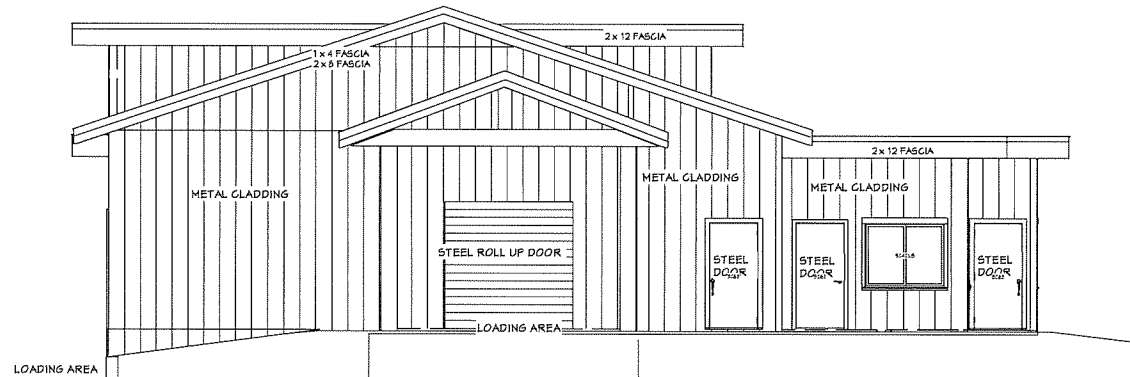 2 x 12 FASCIA
1 x 4 FASCIA
2 x 8 FASCIA
2 x 12 FASCIA
METAL CLADDING
METAL CLADDING
METAL CLADDING
STEEL ROLL UP DOOR
STEEL
DOOR
STEEL
DOOR
STEEL
DOOR
LOADING AREA
LOADING AREA